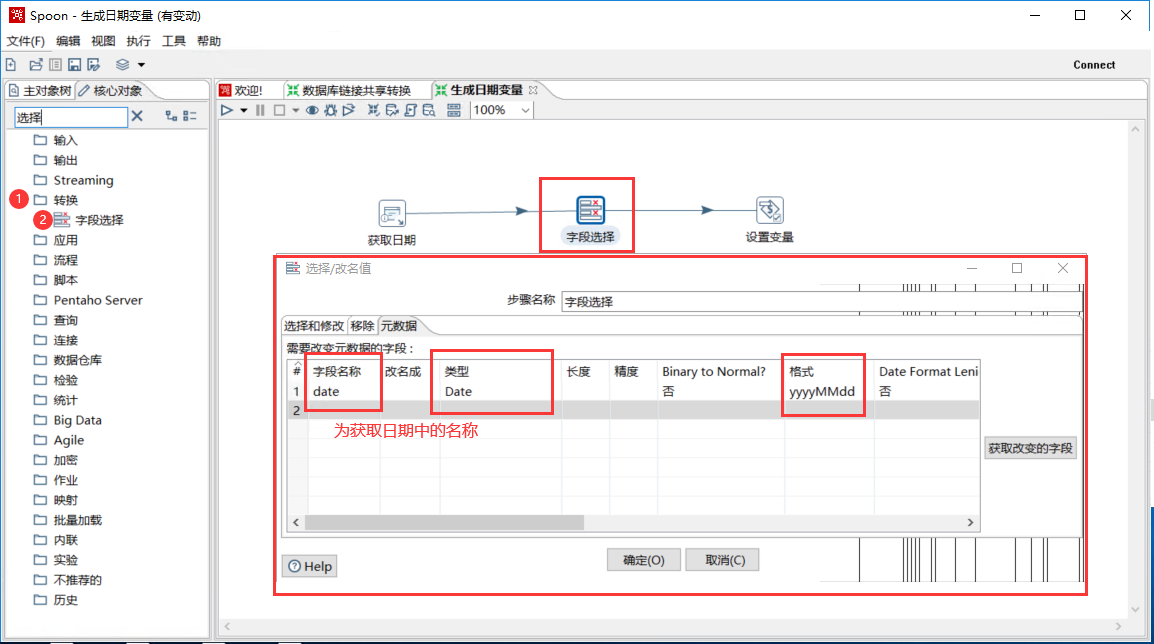 Spoon - 生成日期变量 (有变动)
文件(F) 编辑 视图 执行 工具 帮助
Connect
主对象树 核心对象
欢迎! 数据库链接共享转换 生成日期变量
选择
100%
输入
输出
Streaming
1 转换
2 字段选择
应用
流程
脚本
Pentaho Server
查询
连接
数据仓库
检验
统计
Big Data
Agile
加密
作业
映射
批量加载
内联
实验
不推荐的
历史
获取日期 字段选择 设置变量
选择/改名值
步骤名称 字段选择
选择和修改 移除 元数据
需要改变元数据的字段 :
# 字段名称 改名成 类型 长度 精度 Binary to Normal? 格式 Date Format Leni
1 date Date 否 yyyyMMdd 否
2
为获取日期中的名称
获取改变的字段
Help 确定(O) 取消(C)